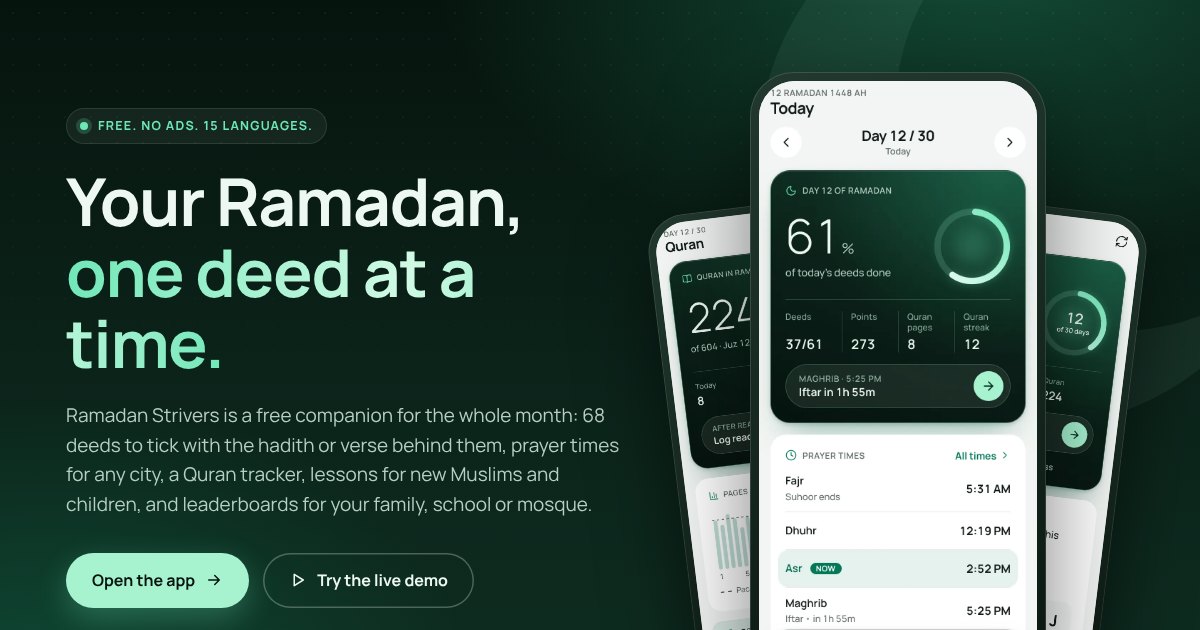 FREE. NO ADS. 15 LANGUAGES.
Your Ramadan,
one deed at a
time.
Ramadan Strivers is a free companion for the whole month: 68
deeds to tick with the hadith or verse behind them, prayer times
for any city, a Quran tracker, lessons for new Muslims and
children, and leaderboards for your family, school or mosque.
Open the app
Try the live demo
DAY 12 / 30
Quran
QURAN IN
224
of 604 · Juz 12
Today
8
AFTER
Log
PAGES
1
5
12 RAMADAN 1448 AH
Today
Day 12 / 30
Today
DAY 12 OF RAMADAN
61 %
of today's deeds done
Deeds Points Quran pages Quran streak
37/61 273 8 12
MAGHRIB · 5:25 PM
Iftar in 1h 55m
PRAYER TIMES All times
Fajr 5:31 AM
Suhoor ends
Dhuhr 12:19 PM
Asr NOW 2:52 PM
Maghrib 5:25 PM
Iftar · in 1h 55m
12
of 30 days
Quran
224
J